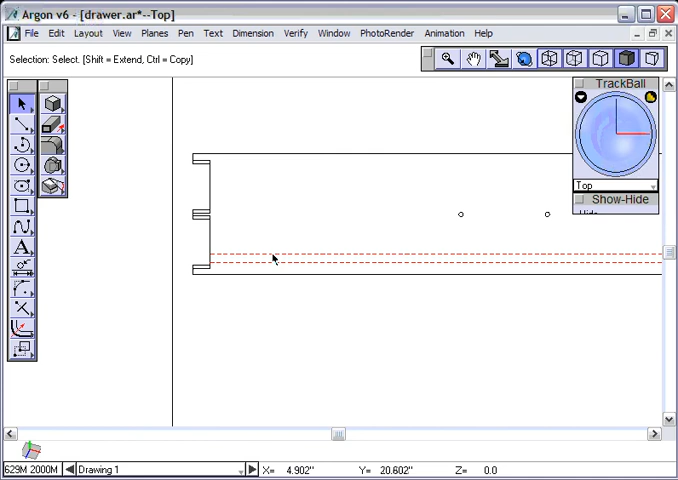 Argon v6 - [drawer.ar*--Top]
File Edit Layout View Planes Pen Text Dimension Verify Window PhotoRender Animation Help
Selection: Select. [Shift = Extend, Ctrl = Copy]
TrackBall
Top
Show-Hide
A
629M 2000M Drawing 1 X= 4.902" Y= 20.602" Z= 0.0